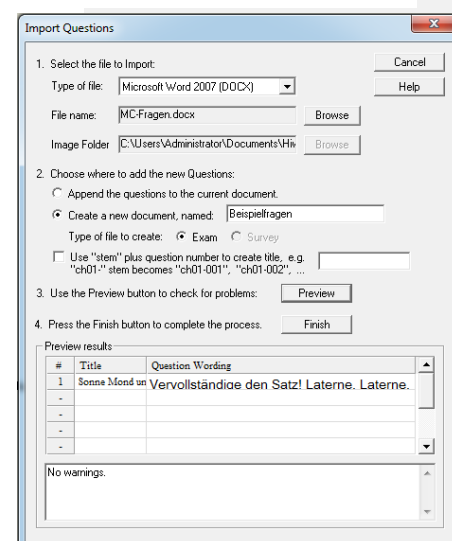 Import Questions
1. Select the file to Import:
Cancel
Type of file: Microsoft Word 2007 (DOCX)
Help
File name: MC-Fragen.docx Browse
Image Folder C:\Users\Administrator\Documents\Hiw Browse
2. Choose where to add the new Questions:
Append the questions to the current document.
Create a new document, named: Beispielfragen
Type of file to create: Exam Survey
Use "stem" plus question number to create title, e.g.
"ch01-" stem becomes "ch01-001", "ch01-002", ...
3. Use the Preview button to check for problems: Preview
4. Press the Finish button to complete the process. Finish
Preview results
# Title Question Wording
1 Sonne Mond un Vervollständige den Satz! Laterne, Laterne,
-
-
-
-
No warnings.